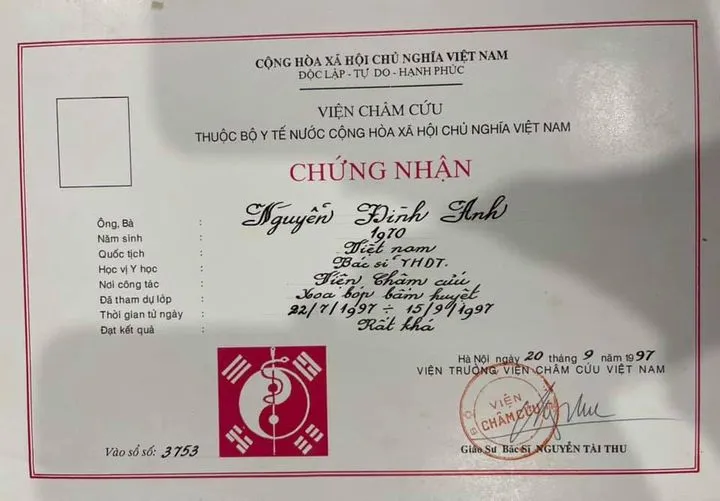 CỘNG HÒA XÃ HỘI CHỦ NGHĨA VIỆT NAM
ĐỘC LẬP - TỰ DO - HẠNH PHÚC
VIỆN CHÂM CỨU
THUỘC BỘ Y TẾ NƯỚC CỘNG HÒA XÃ HỘI CHỦ NGHĨA VIỆT NAM
CHỨNG NHẬN
Ông, Bà : Nguyễn Đình Anh
Năm sinh : 1970
Quốc tịch : Việt nam
Học vị Y học : Bác sĩ YHDT.
Nơi công tác : Viện Châm cứu
Đã tham dự lớp : Xoa bóp bấm huyệt
Thời gian từ ngày : 22/7/1997 ÷ 15/9/1997
Đạt kết quả : Rất khá
Hà Nội ngày 20 tháng 9 năm 1997
VIỆN TRƯỞNG VIỆN CHÂM CỨU VIỆT NAM
VIỆN
CHÂM CỨU
Giáo Sư Bác Sĩ NGUYỄN TÀI THU
Vào sổ số: 3753